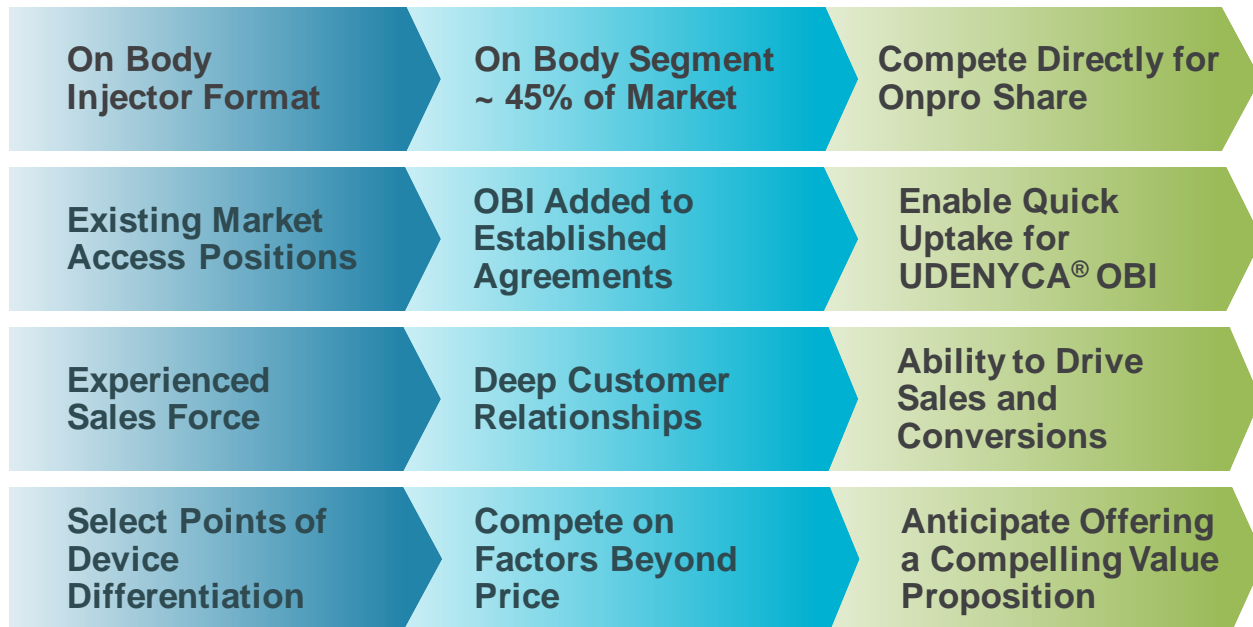 On Body
Injector Format
On Body Segment
~ 45% of Market
Compete Directly for
Onpro Share
Existing Market
Access Positions
OBI Added to
Established
Agreements
Enable Quick
Uptake for
UDENYCA® OBI
Experienced
Sales Force
Deep Customer
Relationships
Ability to Drive
Sales and
Conversions
Select Points of
Device
Differentiation
Compete on
Factors Beyond
Price
Anticipate Offering
a Compelling Value
Proposition